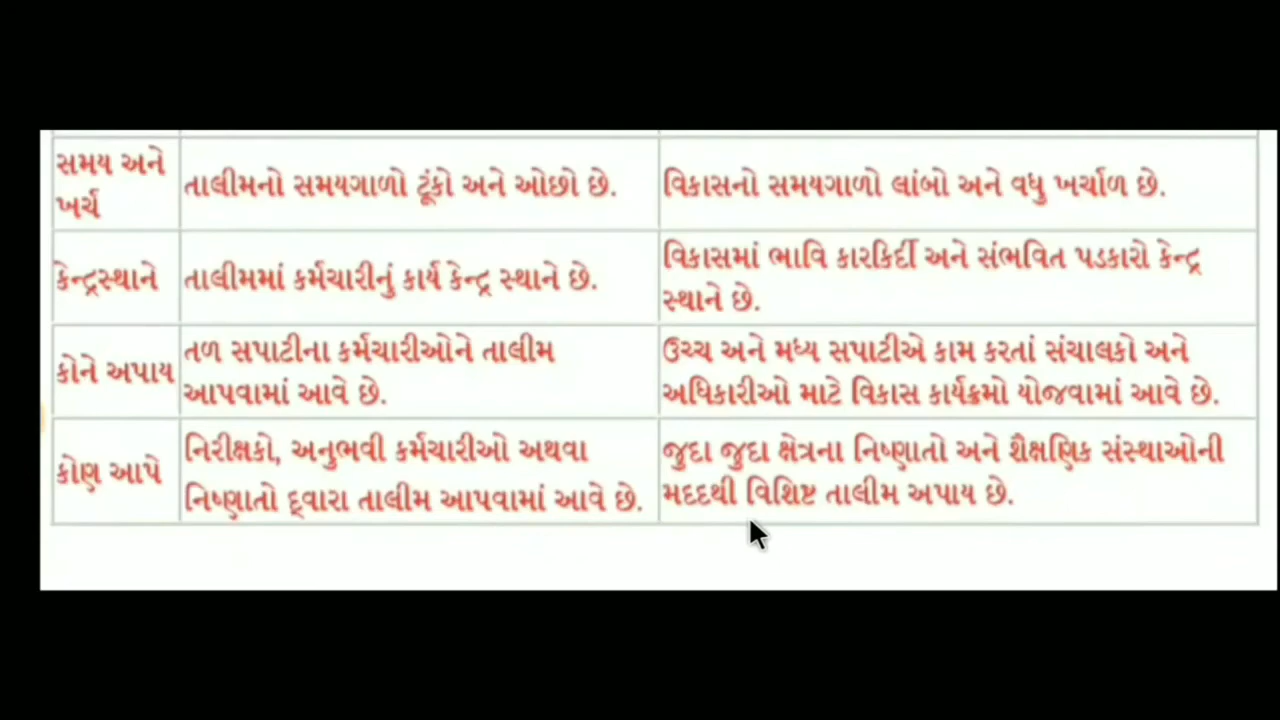 સમય અને
ખર્ચ
તાલીમનો સમયગાળો ટૂંકો અને ઓછો છે.
વિકાસનો સમયગાળો લાંબો અને વધુ ખર્ચાળ છે.
કેન્દ્રસ્થાને
તાલીમમાં કર્મચારીનું કાર્ય કેન્દ્ર સ્થાને છે.
વિકાસમાં ભાવિ કારકિર્દી અને સંભવિત પડકારો કેન્દ્ર
સ્થાને છે.
કોને અપાય
તળ સપાટીના કર્મચારીઓને તાલીમ
આપવામાં આવે છે.
ઉચ્ચ અને મધ્ય સપાટીએ કામ કરતાં સંચાલકો અને
અધિકારીઓ માટે વિકાસ કાર્યક્રમો યોજવામાં આવે છે.
કોણ આપે
નિરીક્ષકો, અનુભવી કર્મચારીઓ અથવા
નિષ્ણાતો દ્વારા તાલીમ આપવામાં આવે છે.
જુદા જુદા ક્ષેત્રના નિષ્ણાતો અને શૈક્ષણિક સંસ્થાઓની
મદદથી વિશિષ્ટ તાલીમ અપાય છે.